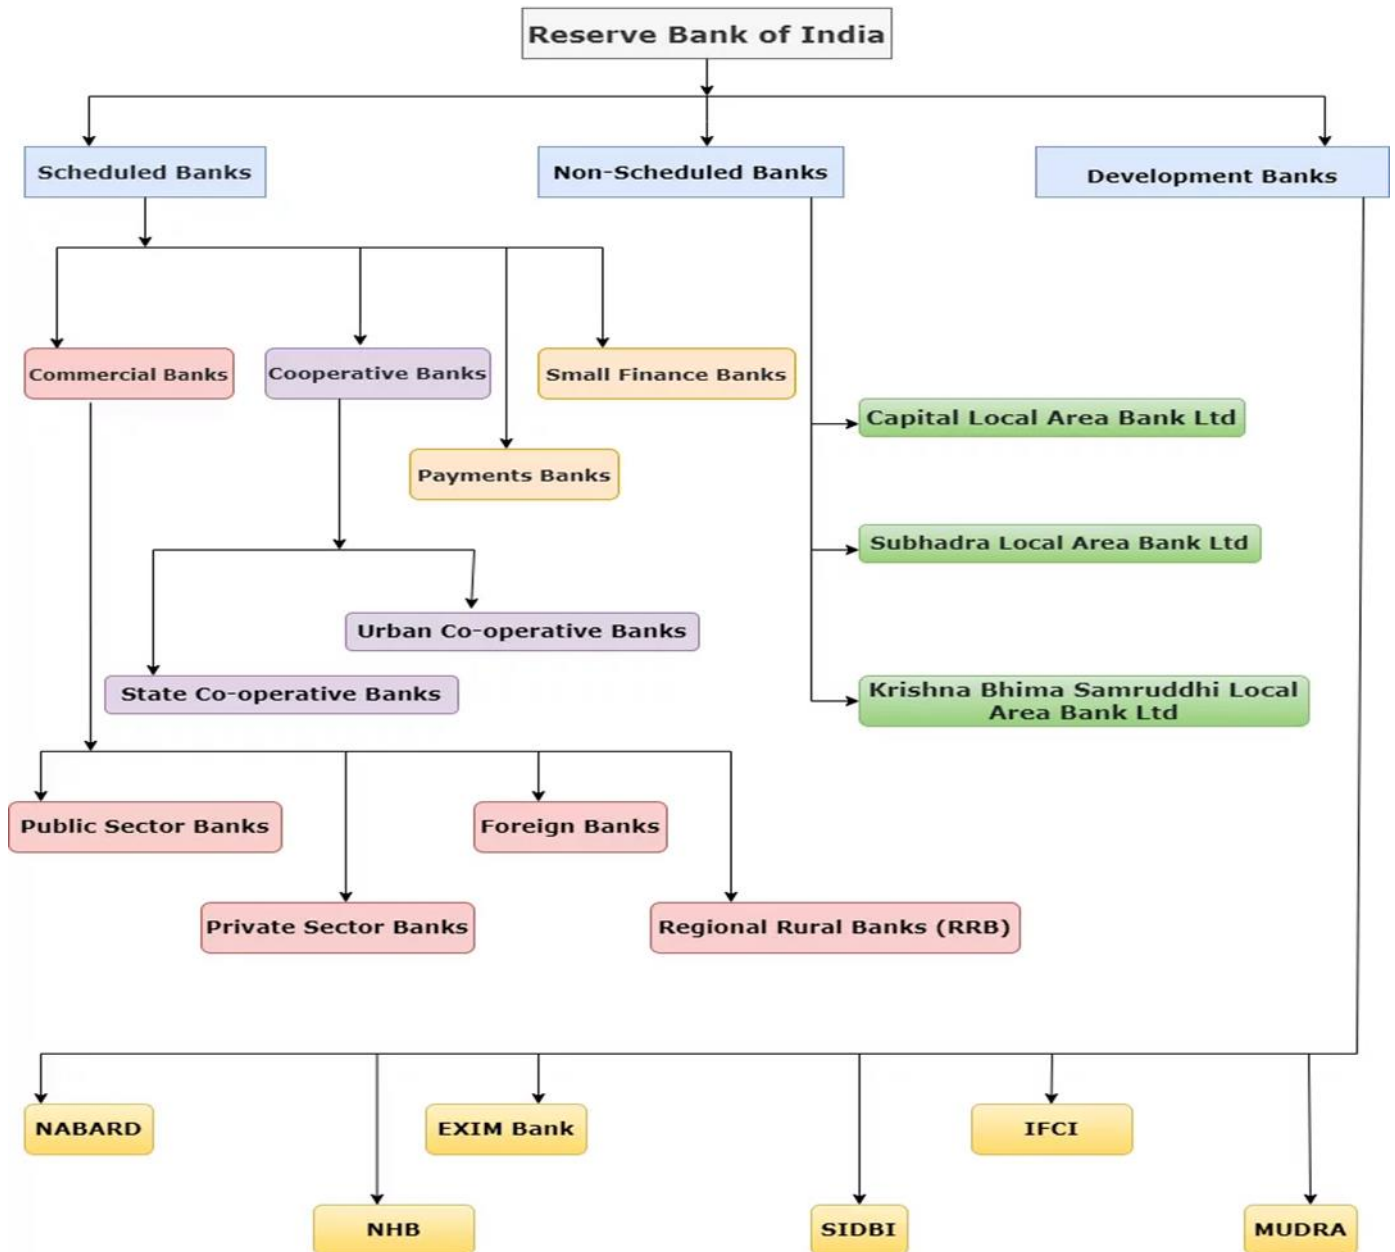 Reserve Bank of India
Scheduled Banks
Non-Scheduled Banks
Development Banks
Commercial Banks
Cooperative Banks
Small Finance Banks
Capital Local Area Bank Ltd
Payments Banks
Subhadra Local Area Bank Ltd
Urban Co-operative Banks
State Co-operative Banks
Krishna Bhima Samruddhi Local
Area Bank Ltd
Public Sector Banks
Foreign Banks
Private Sector Banks
Regional Rural Banks (RRB)
NABARD
EXIM Bank
IFCI
NHB
SIDBI
MUDRA